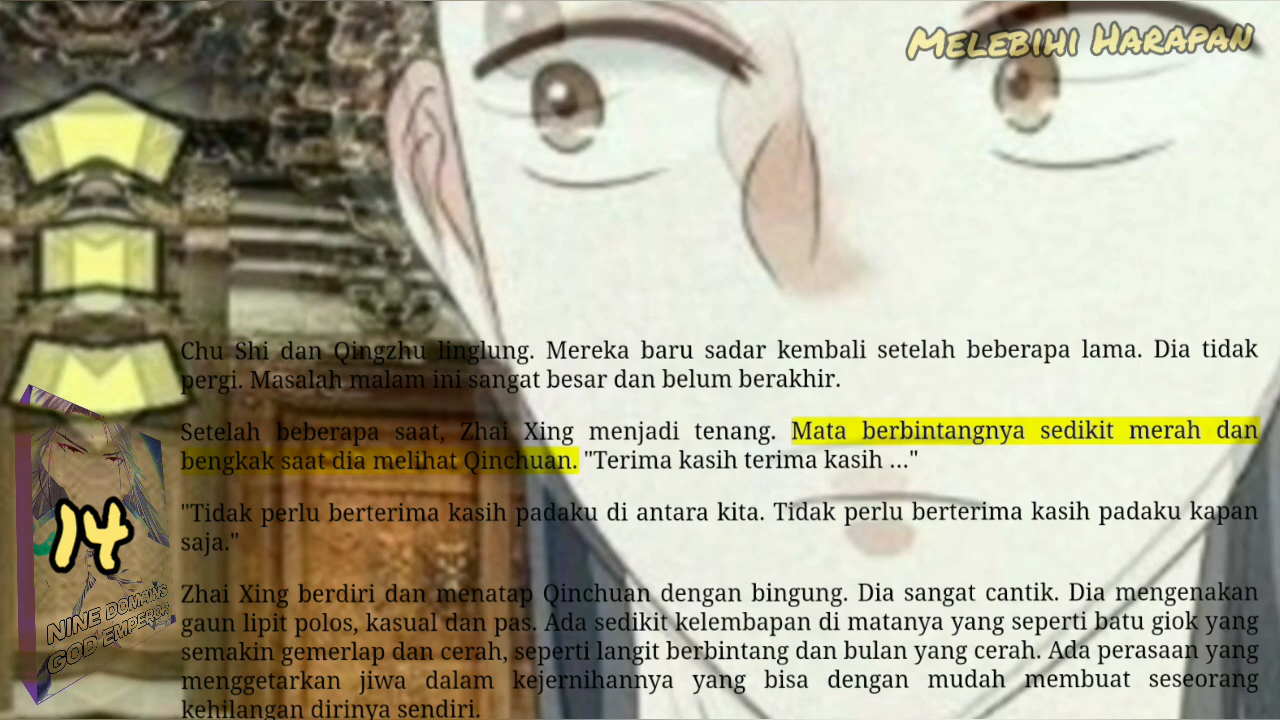 Melebihi Harapan
Chu Shi dan Qingzhu linglung. Mereka baru sadar kembali setelah beberapa lama. Dia tidak
pergi. Masalah malam ini sangat besar dan belum berakhir.
Setelah beberapa saat, Zhai Xing menjadi tenang. Mata berbintangnya sedikit merah dan
bengkak saat dia melihat Qinchuan. "Terima kasih terima kasih ..."
"Tidak perlu berterima kasih padaku di antara kita. Tidak perlu berterima kasih padaku kapan
saja."
Zhai Xing berdiri dan menatap Qinchuan dengan bingung. Dia sangat cantik. Dia mengenakan
gaun lipit polos, kasual dan pas. Ada sedikit kelembapan di matanya yang seperti batu giok yang
semakin gemerlap dan cerah, seperti langit berbintang dan bulan yang cerah. Ada perasaan yang
menggetarkan jiwa dalam kejernihannya yang bisa dengan mudah membuat seseorang
kehilangan dirinya sendiri.
14
NINE DOMAINS
GOD EMPEROR